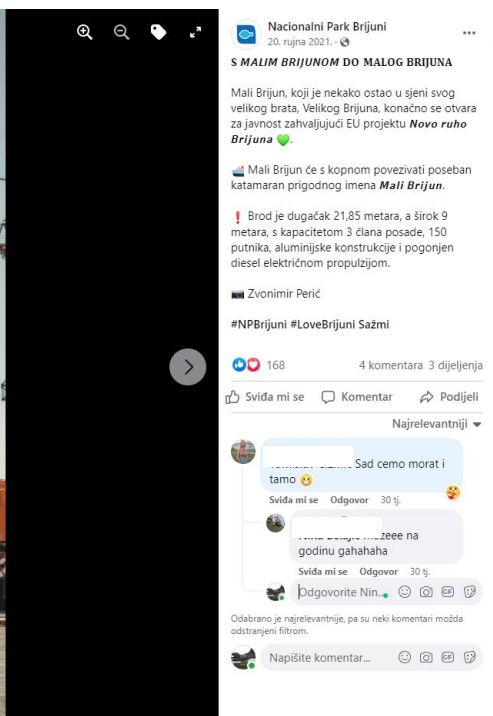 Nacionalni Park Brijuni
20. rujna 2021. ·
S MALIM BRIJUNOM DO MALOG BRIJUNA
Mali Brijun, koji je nekako ostao u sjeni svog
velikog brata, Velikog Brijuna, konačno se otvara
za javnost zahvaljujući EU projektu Novo ruho
Brijuna 💚.
🚢 Mali Brijun će s kopnom povezivati poseban
katamaran prigodnog imena Mali Brijun.
❗ Brod je dugačak 21,85 metara, a širok 9
metara, s kapacitetom 3 člana posade, 150
putnika, aluminijske konstrukcije i pogonjen
diesel električnom propulzijom.
📷 Zvonimir Perić
#NPBrijuni #LoveBrijuni Sažmi
168 4 komentara 3 dijeljenja
Sviđa mi se Komentar Podijeli
Najrelevantniji
Sad cemo morat i
tamo
Sviđa mi se Odgovor 30 tj.
mozeee na
godinu gahahaha
Sviđa mi se Odgovor 30 tj.
Odgovorite Nin...
Odabrano je najrelevantnije, pa su neki komentari možda
odstranjeni filtrom.
Napišite komentar...